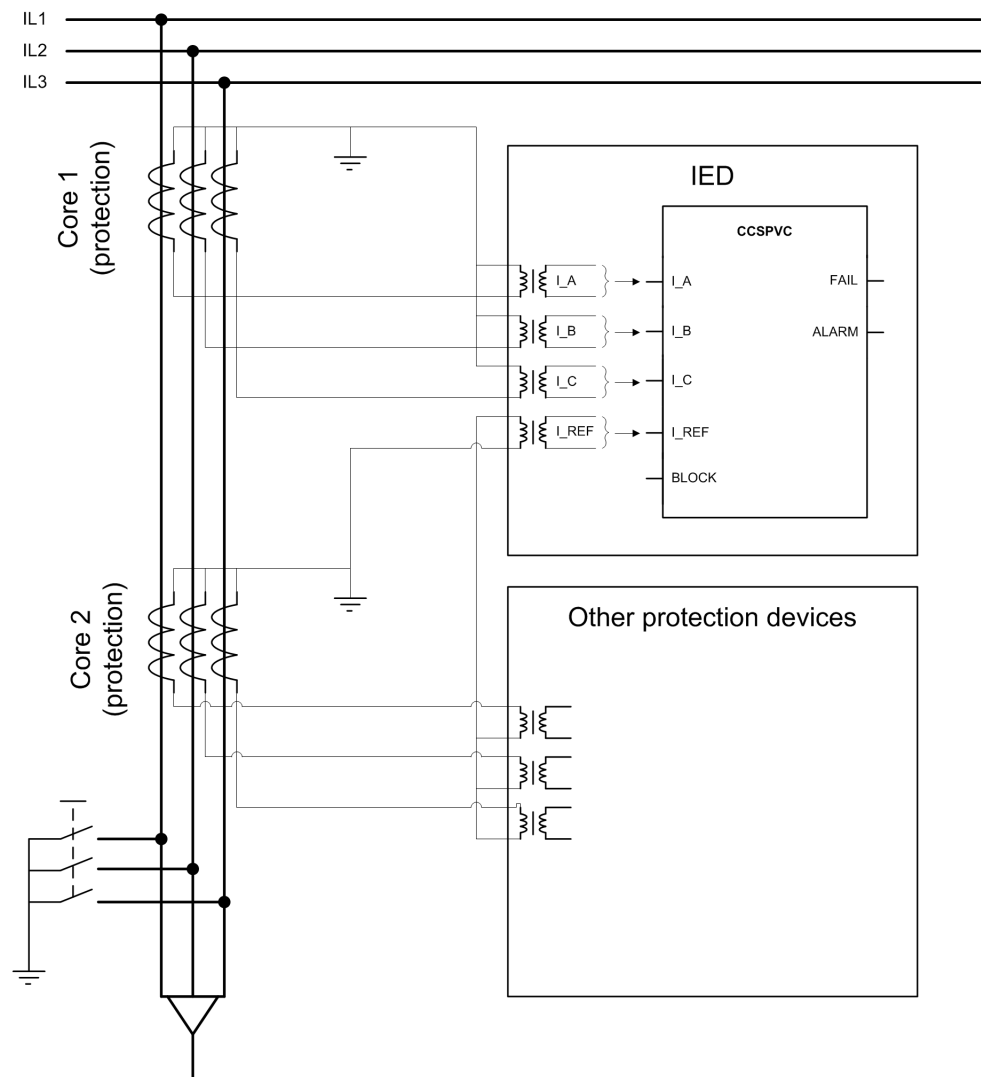 IL1
IL2
IL3
Core 1
(protection)
IED
CCSPVC
I_A
I_A
FAIL
I_B
I_B
ALARM
I_C
I_C
I_REF
I_REF
BLOCK
Core 2
(protection)
Other protection devices